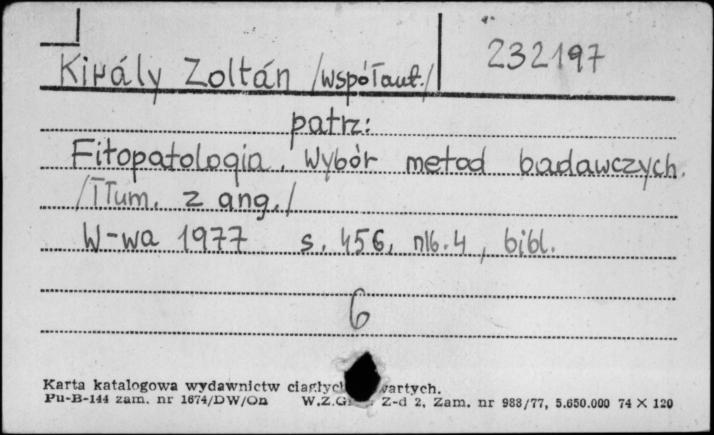 232197
Király Zoltán /współaut./
patrz:
Fitopatologia. Wybór metod badawczych.
/Tłum. z ang./
W-wa 1977 s. 456, nlb. 4, bibl.
6
Karta katalogowa wydawnictw
Pu-B-144 zam. nr 1674/DW/On W.Z.G Z-d 2, Zam. nr 988/77, 5.650.000 74 X 120